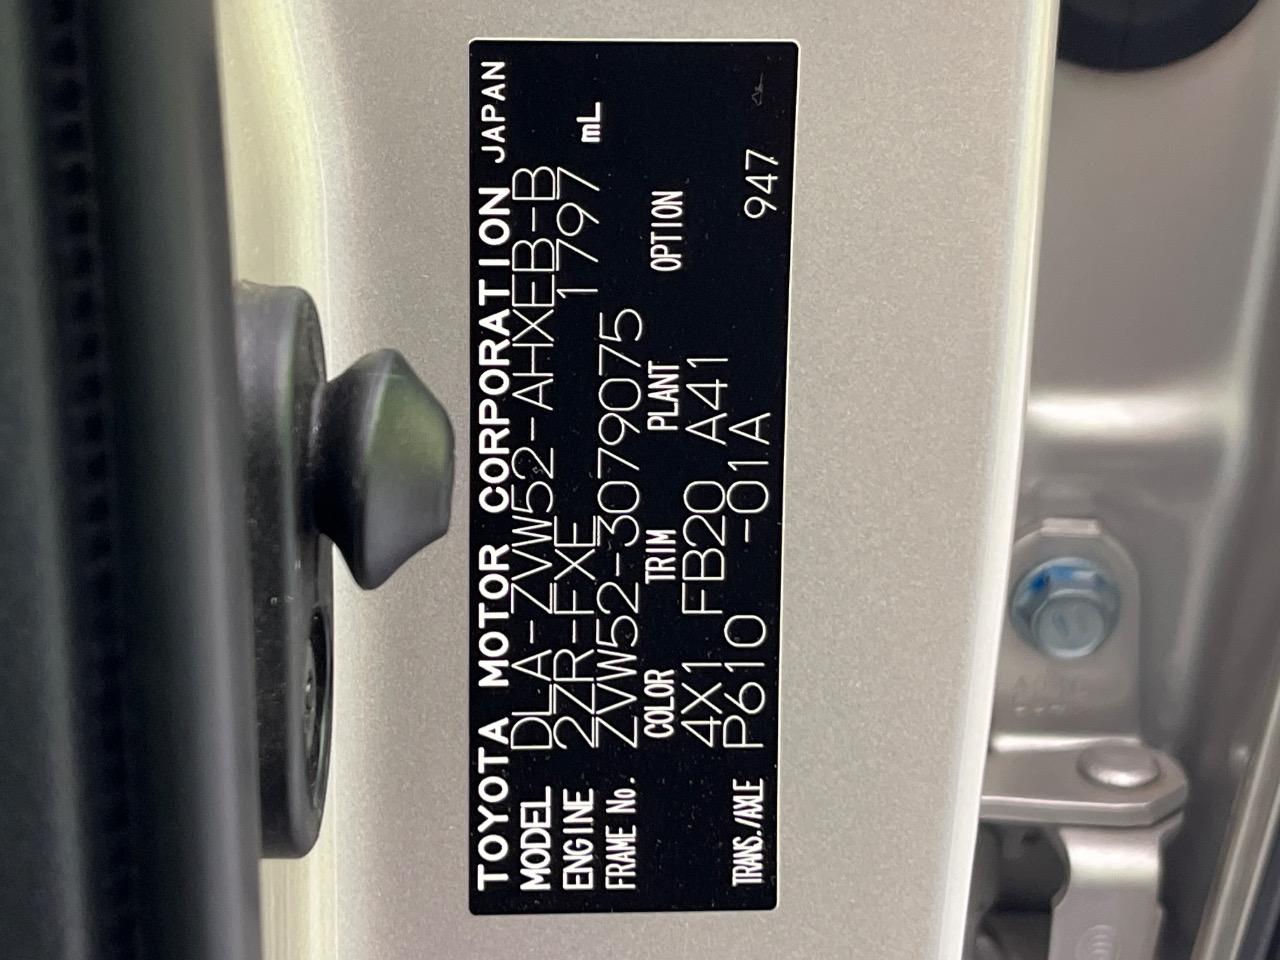 TOYOTA MOTOR CORPORATION JAPAN
MODEL DLA-ZVW52-AHXEB-B
ENGINE 2ZR-FXE 1797 mL
FRAME No. ZVW52-3079075
COLOR TRIM PLANT OPTION
4X1 FB20 A41
TRANS./AXLE P610 -01A 947